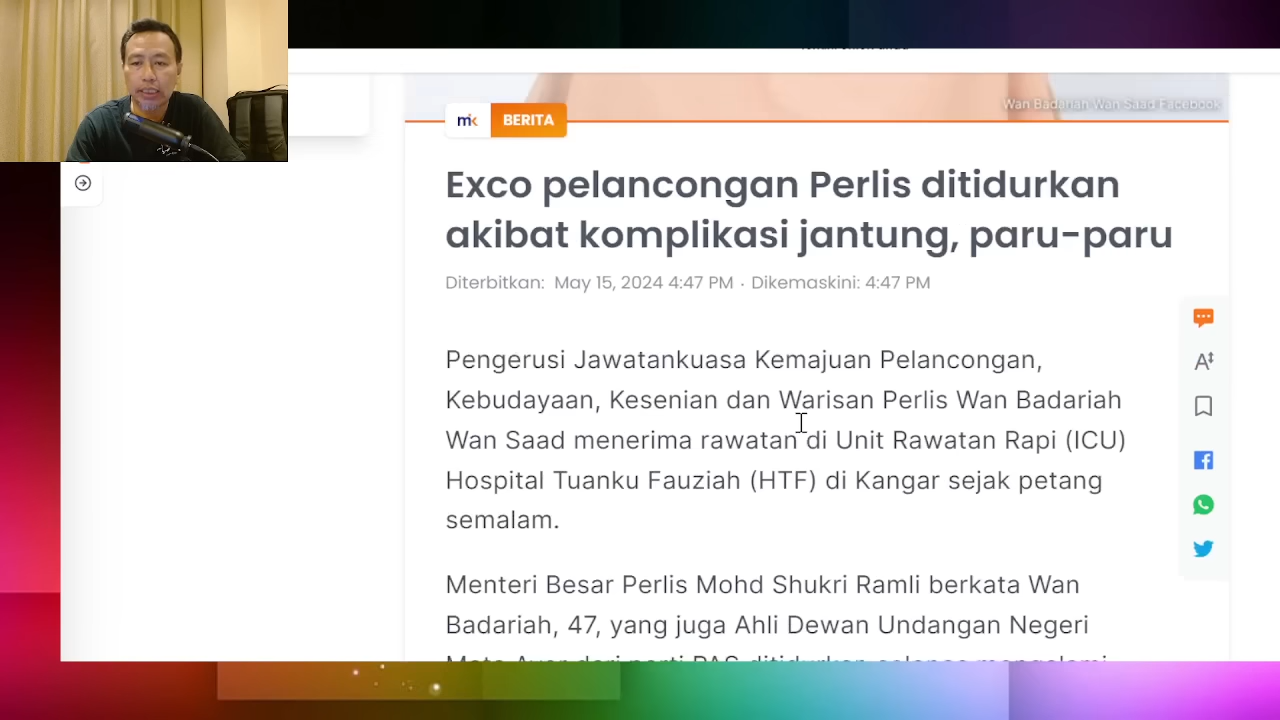 Wan Badariah Wan Saad Facebook
mk BERITA
Exco pelancongan Perlis ditidurkan
akibat komplikasi jantung, paru-paru
Diterbitkan: May 15, 2024 4:47 PM · Dikemaskini: 4:47 PM
Pengerusi Jawatankuasa Kemajuan Pelancongan,
Kebudayaan, Kesenian dan Warisan Perlis Wan Badariah
Wan Saad menerima rawatan di Unit Rawatan Rapi (ICU)
Hospital Tuanku Fauziah (HTF) di Kangar sejak petang
semalam.
Menteri Besar Perlis Mohd Shukri Ramli berkata Wan
Badariah, 47, yang juga Ahli Dewan Undangan Negeri